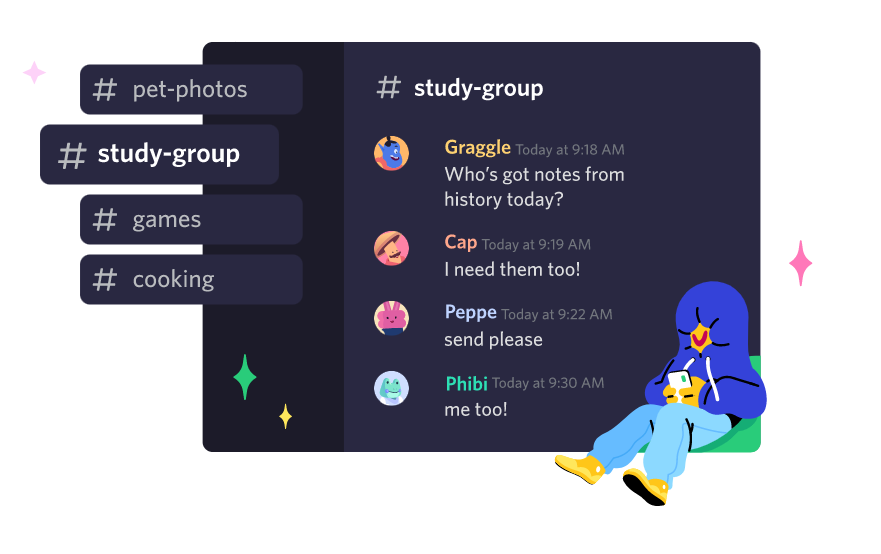 # pet-photos
# study-group
# games
# cooking
# study-group
Graggle Today at 9:18 AM
Who’s got notes from
history today?
Cap Today at 9:19 AM
I need them too!
Peppe Today at 9:22 AM
send please
Phibi Today at 9:30 AM
me too!